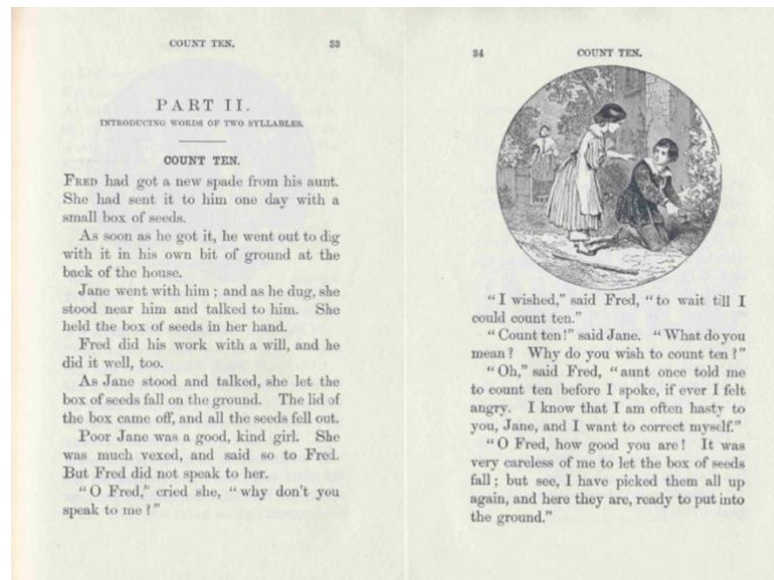 COUNT TEN. 33
PART II.
INTRODUCING WORDS OF TWO SYLLABLES.
COUNT TEN.
FRED had got a new spade from his aunt.
She had sent it to him one day with a
small box of seeds.
As soon as he got it, he went out to dig
with it in his own bit of ground at the
back of the house.
Jane went with him ; and as he dug, she
stood near him and talked to him. She
held the box of seeds in her hand.
Fred did his work with a will, and he
did it well, too.
As Jane stood and talked, she let the
box of seeds fall on the ground. The lid of
the box came off, and all the seeds fell out.
Poor Jane was a good, kind girl. She
was much vexed, and said so to Fred.
But Fred did not speak to her.
“O Fred,” cried she, “why don't you
speak to me ?”
34 COUNT TEN.
“I wished,” said Fred, “to wait till I
could count ten.”
“Count ten!” said Jane. “What do you
mean ? Why do you wish to count ten ?”
“Oh,” said Fred, “aunt once told me
to count ten before I spoke, if ever I felt
angry. I know that I am often hasty to
you, Jane, and I want to correct myself.”
“O Fred, how good you are! It was
very careless of me to let the box of seeds
fall ; but see, I have picked them all up
again, and here they are, ready to put into
the ground.”